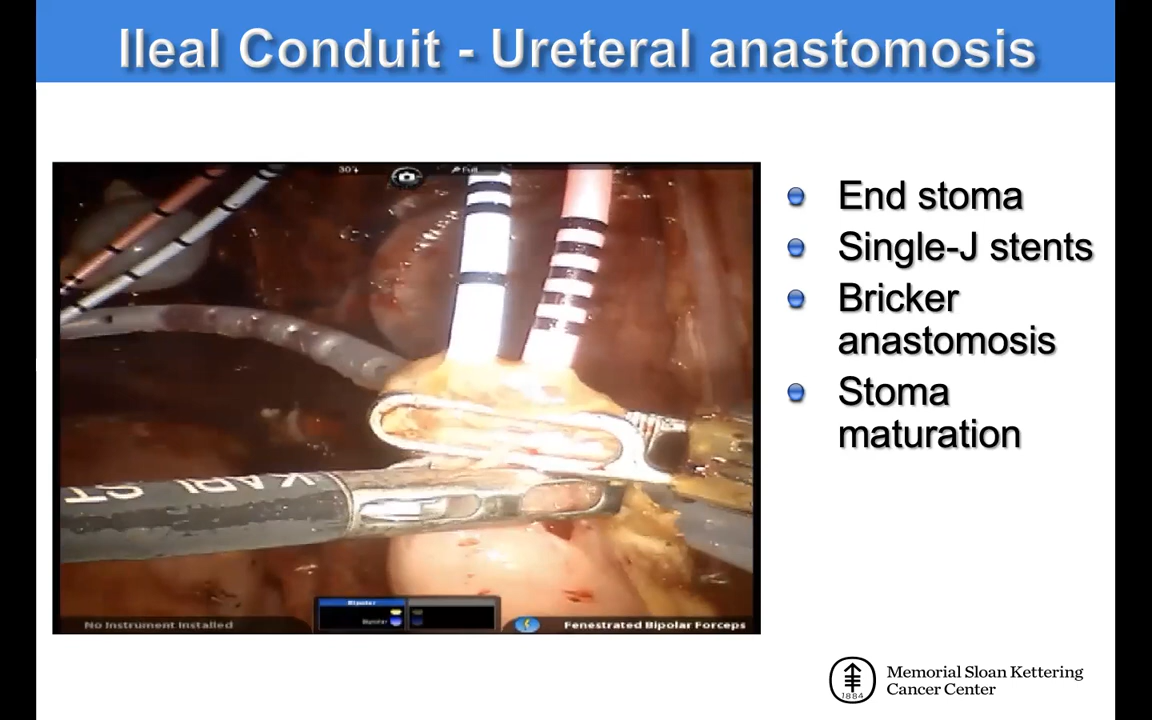 Ileal Conduit - Ureteral anastomosis
30°
Full
KARL ST
No Instrument Installed
Bipolar
Bipolar
Fenestrated Bipolar Forceps
End stoma
Single-J stents
Bricker
anastomosis
Stoma
maturation
1884
Memorial Sloan Kettering
Cancer Center